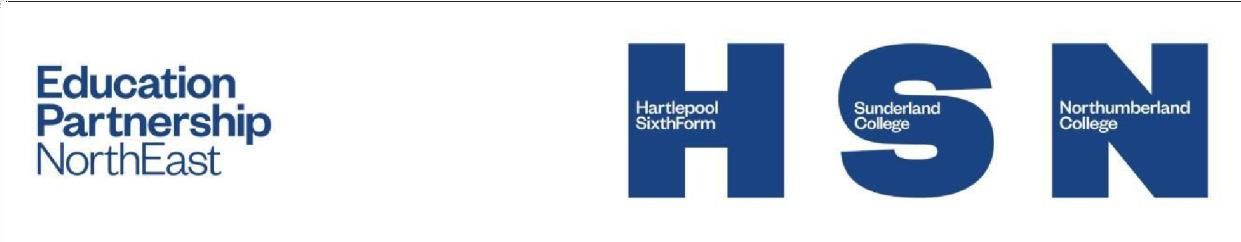 Education
Partnership
NorthEast
H
Hartlepool
SixthForm
S
Sunderland
College
N
Northumberland
College